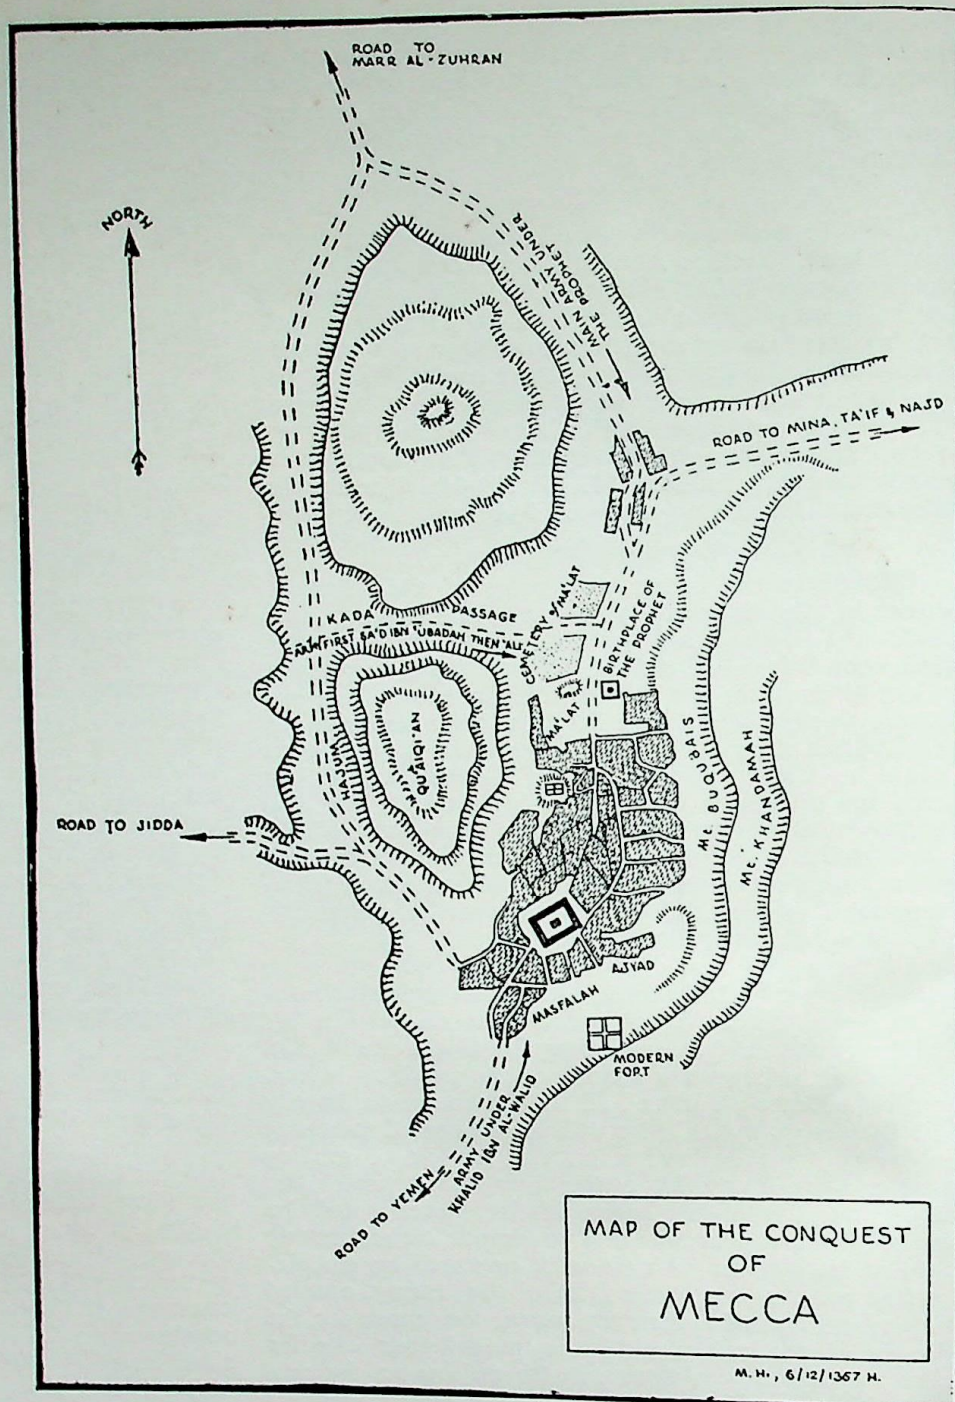 ROAD TO
MARR AL-ZUHRAN
NORTH
MAIN ARMY UNDER
THE PROPHET
ROAD TO MINA, TA'IF & NAJD
KADA PASSAGE
ARMY FIRST SA'D IBN 'UBADAH THEN 'ALI
CEMETERY of MA'LAT
BIRTHPLACE OF
THE PROPHET
MA'LAT
HAJUM
QU'AIQI'AN
Mt. BUQUBAIS
Mt. KHANDAMAH
ROAD TO JIDDA
AJYAD
MASFALAH
MODERN
FORT
ARMY UNDER
KHALID IBN AL-WALID
ROAD TO YEMEN
MAP OF THE CONQUEST
OF
MECCA
M.H., 6/12/1367 H.